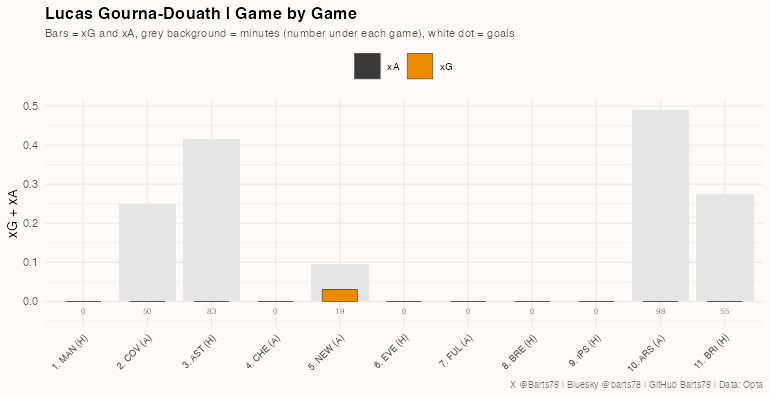 Lucas Gourna-Douath | Game by Game
Bars = xG and xA, grey background = minutes (number under each game), white dot = goals
xA
xG
xG + xA
0.5
0.4
0.3
0.2
0.1
0.0
0 50 83 0 19 0 0 0 0 98 55
1. MAN (H)
2. COV (A)
3. AST (H)
4. CHE (A)
5. NEW (A)
6. EVE (H)
7. FUL (A)
8. BRE (H)
9. IPS (H)
10. ARS (A)
11. BRI (H)
X @Barts78 | Bluesky @barts78 | GitHub Barts78 | Data: Opta